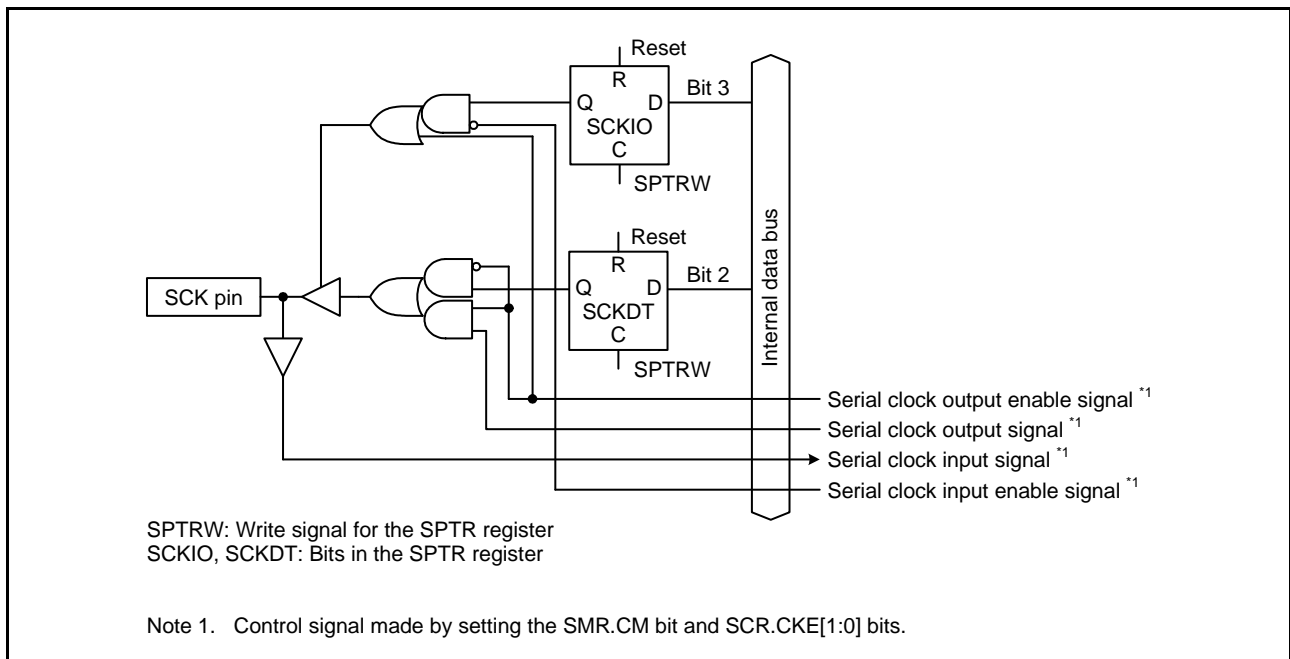 Reset
R
Bit 3
Q D
SCKIO
C
SPTRW
Reset
R
Bit 2
SCK pin
Q D
SCKDT
C
SPTRW
Internal data bus
Serial clock output enable signal *1
Serial clock output signal *1
Serial clock input signal *1
Serial clock input enable signal *1
SPTRW: Write signal for the SPTR register
SCKIO, SCKDT: Bits in the SPTR register
Note 1. Control signal made by setting the SMR.CM bit and SCR.CKE[1:0] bits.